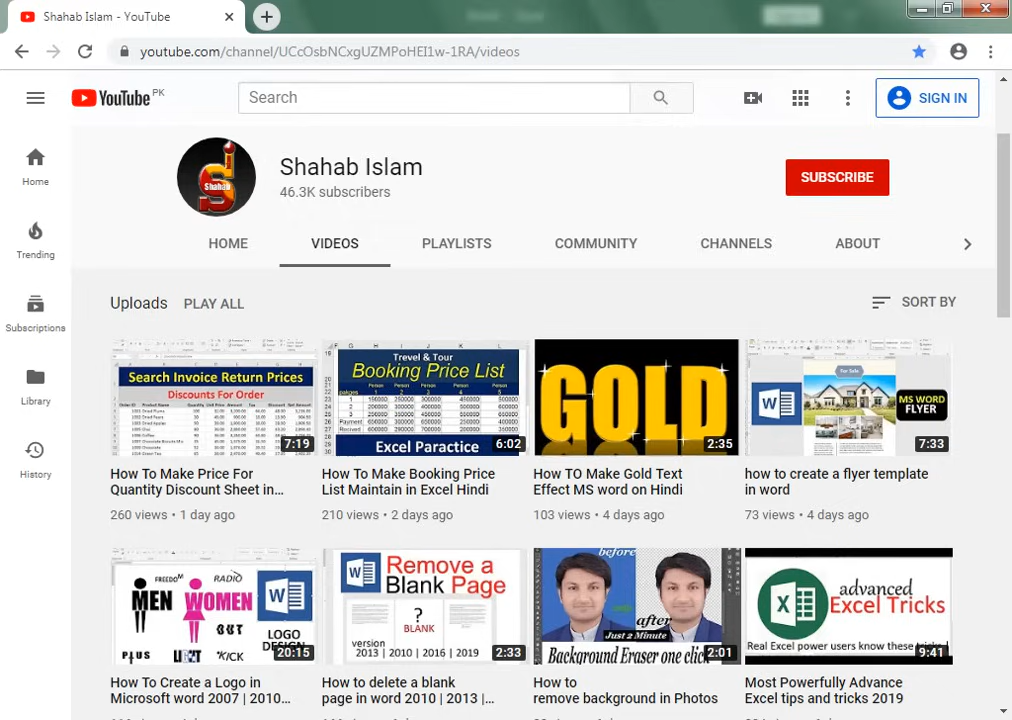 Shahab Islam - YouTube
youtube.com/channel/UCcOsbNCxgUZMPoHEI1w-1RA/videos
YouTube PK
Search
SIGN IN
Home
Trending
Subscriptions
Library
History
Shahab
Shahab Islam
46.3K subscribers
SUBSCRIBE
HOME VIDEOS PLAYLISTS COMMUNITY CHANNELS ABOUT
Uploads PLAY ALL
SORT BY
Search Invoice Return Prices
Discounts For Order
7:19
How To Make Price For
Quantity Discount Sheet in…
260 views • 1 day ago
Trevel & Tour
Booking Price List
Excel Paractice
6:02
How To Make Booking Price
List Maintain in Excel Hindi
210 views • 2 days ago
GOLD
2:35
How TO Make Gold Text
Effect MS word on Hindi
103 views • 4 days ago
For Sale
W
MS WORD
FLYER
7:33
how to create a flyer template
in word
73 views • 4 days ago
FREEDOM
RADIO
MEN
WOMEN
W
LOGO
PLUS
KICK
20:15
How To Create a Logo in
Microsoft word 2007 | 2010…
W
Remove a
Blank Page
?
BLANK
version
2013 | 2010 | 2016 | 2019
2:33
How to delete a blank
page in word 2010 | 2013 |…
before
after
Just 2 Minute
Background Eraser one click
2:01
How to
remove background in Photos
X
advanced
Excel Tricks
Real Excel power users know these
9:41
Most Powerfully Advance
Excel tips and tricks 2019